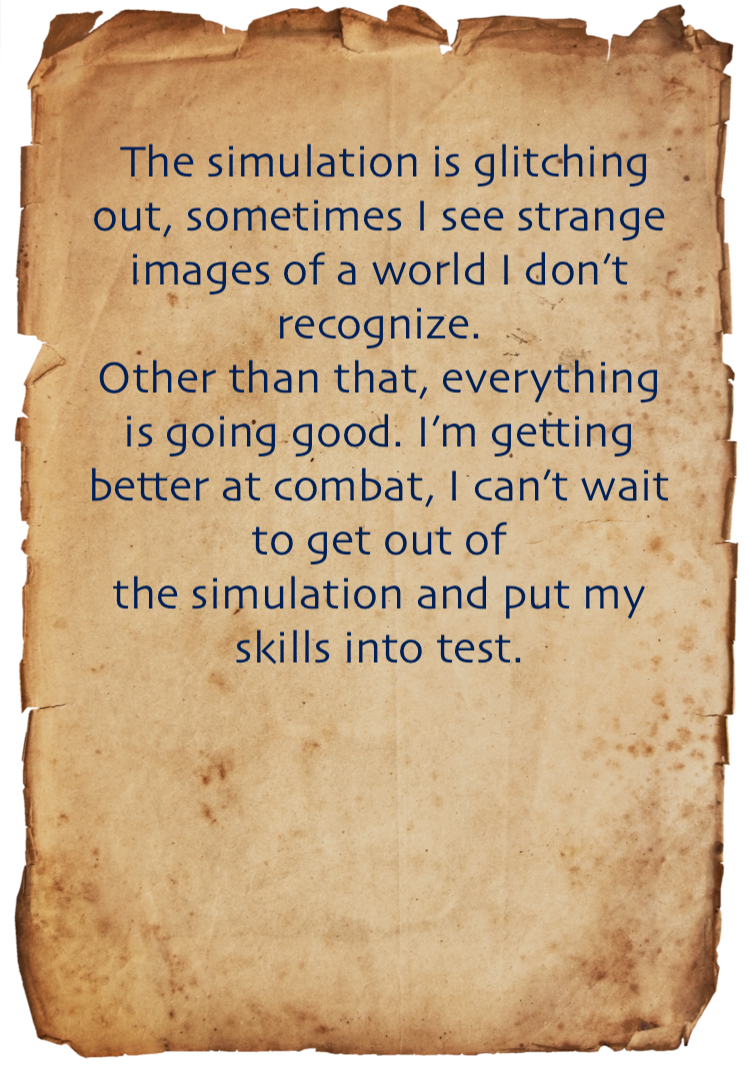 The simulation is glitching
out, sometimes I see strange
images of a world I don’t
recognize.
Other than that, everything
is going good. I’m getting
better at combat, I can’t wait
to get out of
the simulation and put my
skills into test.